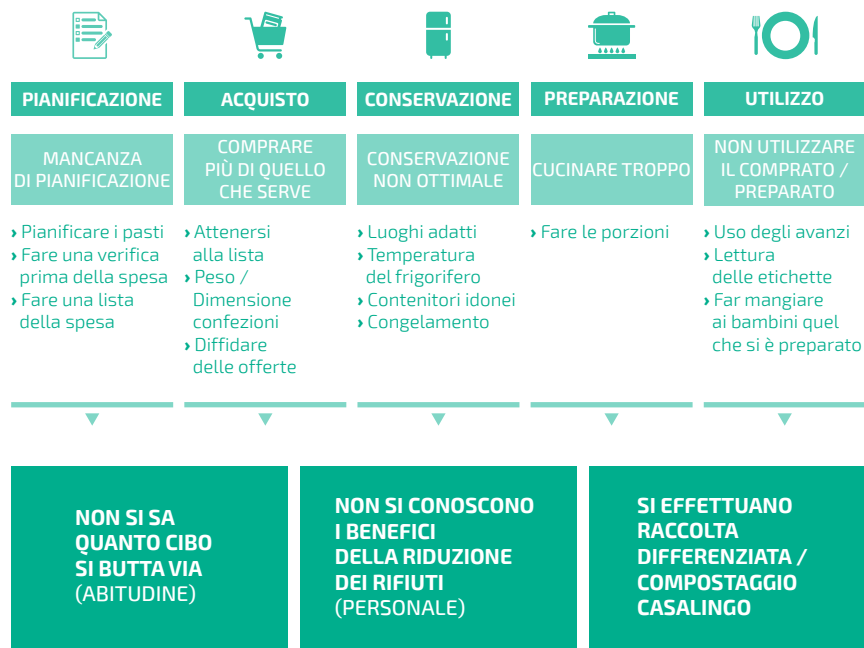 PIANIFICAZIONE
MANCANZA
DI PIANIFICAZIONE
› Pianificare i pasti
› Fare una verifica
prima della spesa
› Fare una lista
della spesa
ACQUISTO
COMPRARE
PIÙ DI QUELLO
CHE SERVE
› Attenersi
alla lista
› Peso /
Dimensione
confezioni
› Diffidare
delle offerte
CONSERVAZIONE
CONSERVAZIONE
NON OTTIMALE
› Luoghi adatti
› Temperatura
del frigorifero
› Contenitori idonei
› Congelamento
PREPARAZIONE
CUCINARE TROPPO
› Fare le porzioni
UTILIZZO
NON UTILIZZARE
IL COMPRATO /
PREPARATO
› Uso degli avanzi
› Lettura
delle etichette
› Far mangiare
ai bambini quel
che si è preparato
NON SI SA
QUANTO CIBO
SI BUTTA VIA
(ABITUDINE)
NON SI CONOSCONO
I BENEFICI
DELLA RIDUZIONE
DEI RIFIUTI
(PERSONALE)
SI EFFETTUANO
RACCOLTA
DIFFERENZIATA /
COMPOSTAGGIO
CASALINGO